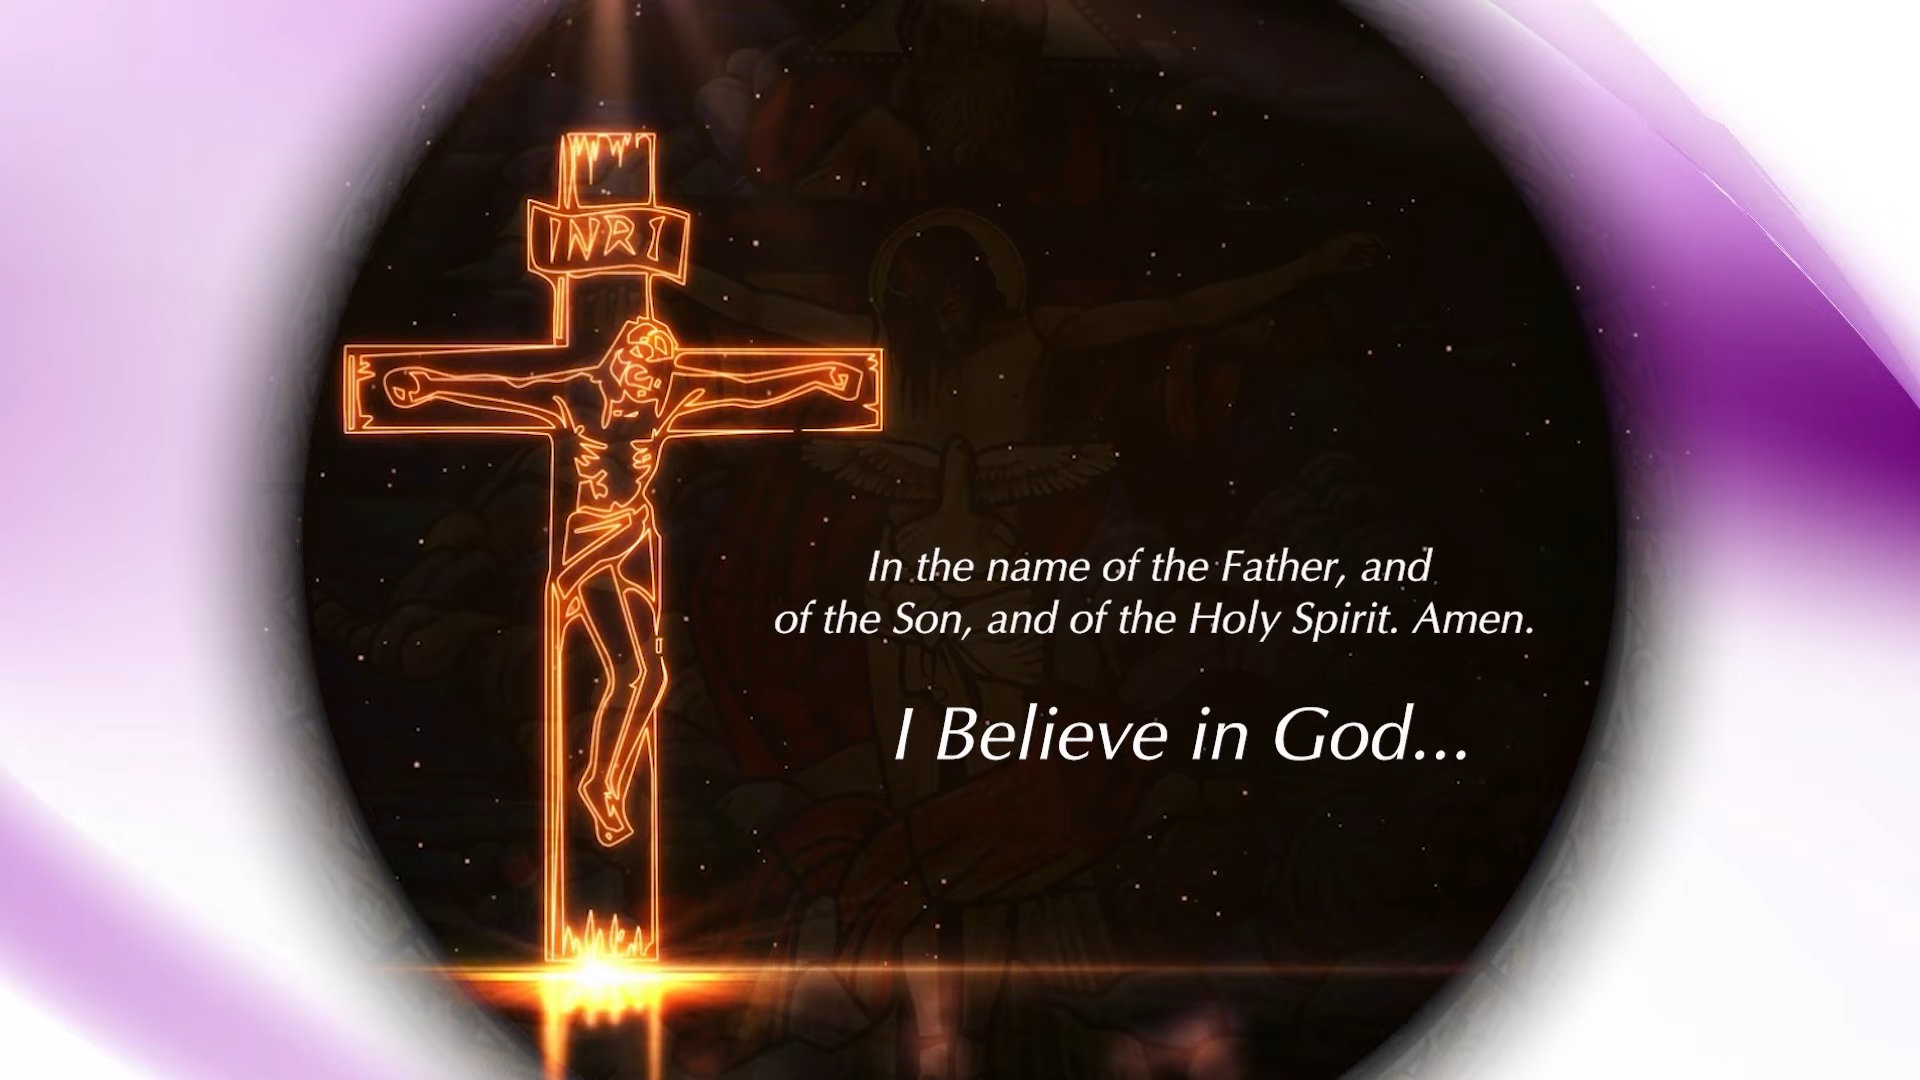 INRI
In the name of the Father, and
of the Son, and of the Holy Spirit. Amen.
I Believe in God...